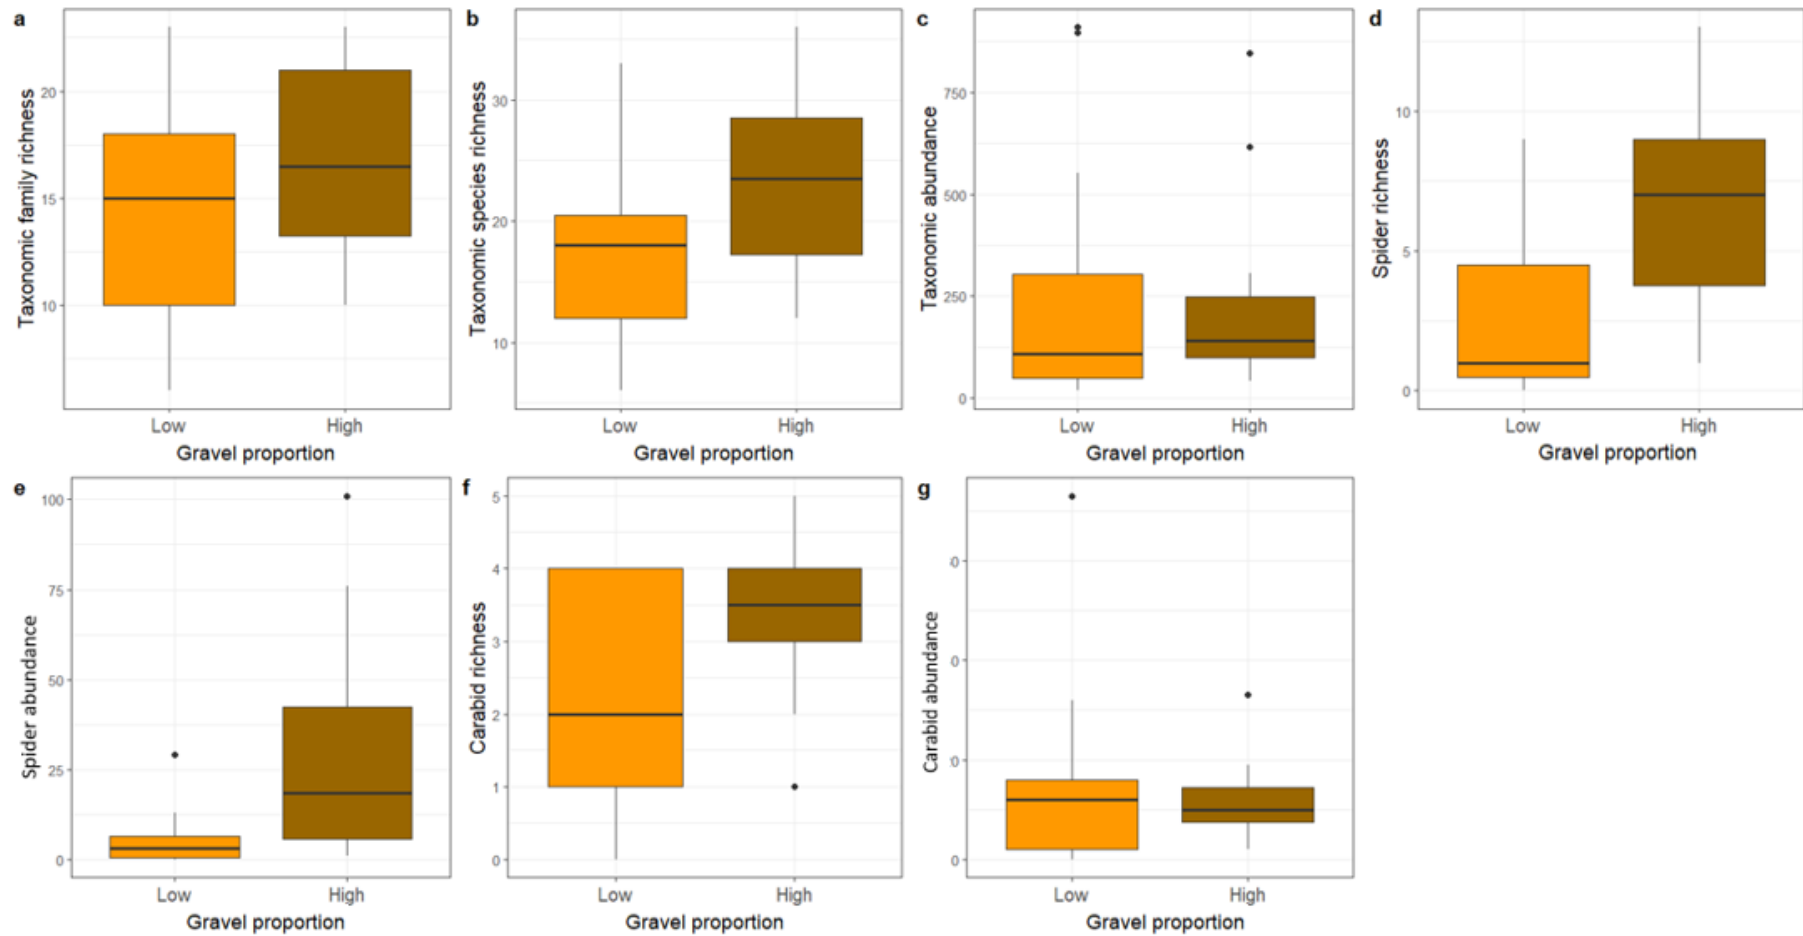 a
Taxonomic family richness
20
15
10
Low
High
Gravel proportion
b
Taxonomic species richness
30
20
10
Low
High
Gravel proportion
c
Taxonomic abundance
750
500
250
0
Low
High
Gravel proportion
d
Spider richness
10
5
0
Low
High
Gravel proportion
e
Spider abundance
100
75
50
25
0
Low
High
Gravel proportion
f
Carabid richness
5
4
3
2
1
0
Low
High
Gravel proportion
g
Carabid abundance
0
Low
High
Gravel proportion